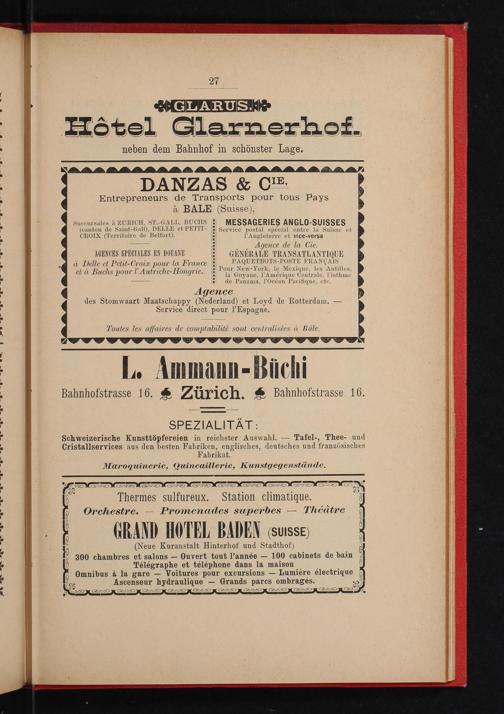 27
GLARUS.
Hôtel Glarnerhof.
neben dem Bahnhof in schönster Lage.
DANZAS & CIE.
Entrepreneurs de Transports pour tous Pays
à BALE (Suisse),
Succursales à ZURICH, ST.-GALL, BUCHS
(canton de Saint-Gall), DELLE et PETIT-
CROIX (Territoire de Belfort).
AGENCES SPÉCIALES EN DOUANE
à Delle et Petit-Croix pour la France
et à Buchs pour l'Autriche-Hongrie.
MESSAGERIES ANGLO-SUISSES
Service postal spécial entre la Suisse et
l'Angleterre et vice-versa
Agence de la Cie.
GÉNÉRALE TRANSATLANTIQUE
PAQUETBOTS-POSTE FRANÇAIS
Pour New-York, le Mexique, les Antilles,
la Guyane, l'Amérique Centrale, l'isthme
de Panama, l'Océan Pacifique, etc.
Agence
des Stomwaart Maatschappy (Nederland) et Loyd de Rotterdam. —
Service direct pour l'Espagne.
Toutes les affaires de comptabilité sont centralisées à Bâle.
L. Ammann-Büchi
Bahnhofstrasse 16. Zürich. Bahnhofstrasse 16.
SPEZIALITÄT:
Schweizerische Kunsttöpfereien in reichster Auswahl. — Tafel-, Thee- und
Cristallservices aus den besten Fabriken, englisches, deutsches und französisches
Fabrikat.
Maroquinerie, Quincaillerie, Kunstgegenstände.
Thermes sulfureux. Station climatique.
Orchestre. — Promenades superbes — Théâtre
GRAND HOTEL BADEN (SUISSE)
(Neue Kuranstalt Hinterhof und Stadthof)
300 chambres et salons — Ouvert tout l'année — 100 cabinets de bain
Télégraphe et téléphone dans la maison
Omnibus à la gare — Voitures pour excursions — Lumière électrique
Ascenseur hydraulique — Grands parcs ombragés.